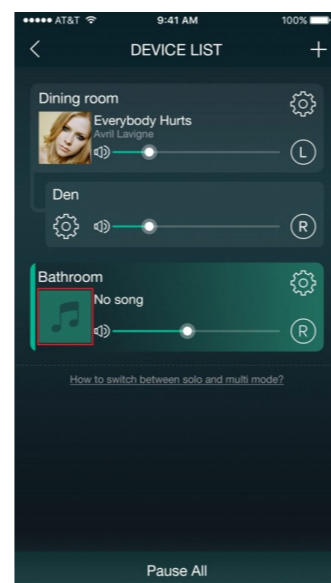 AT&T 9:41 AM 100%
DEVICE LIST
Dining room
Everybody Hurts
Avril Lavigne
L
Den
R
Bathroom
No song
R
How to switch between solo and multi mode?
Pause All